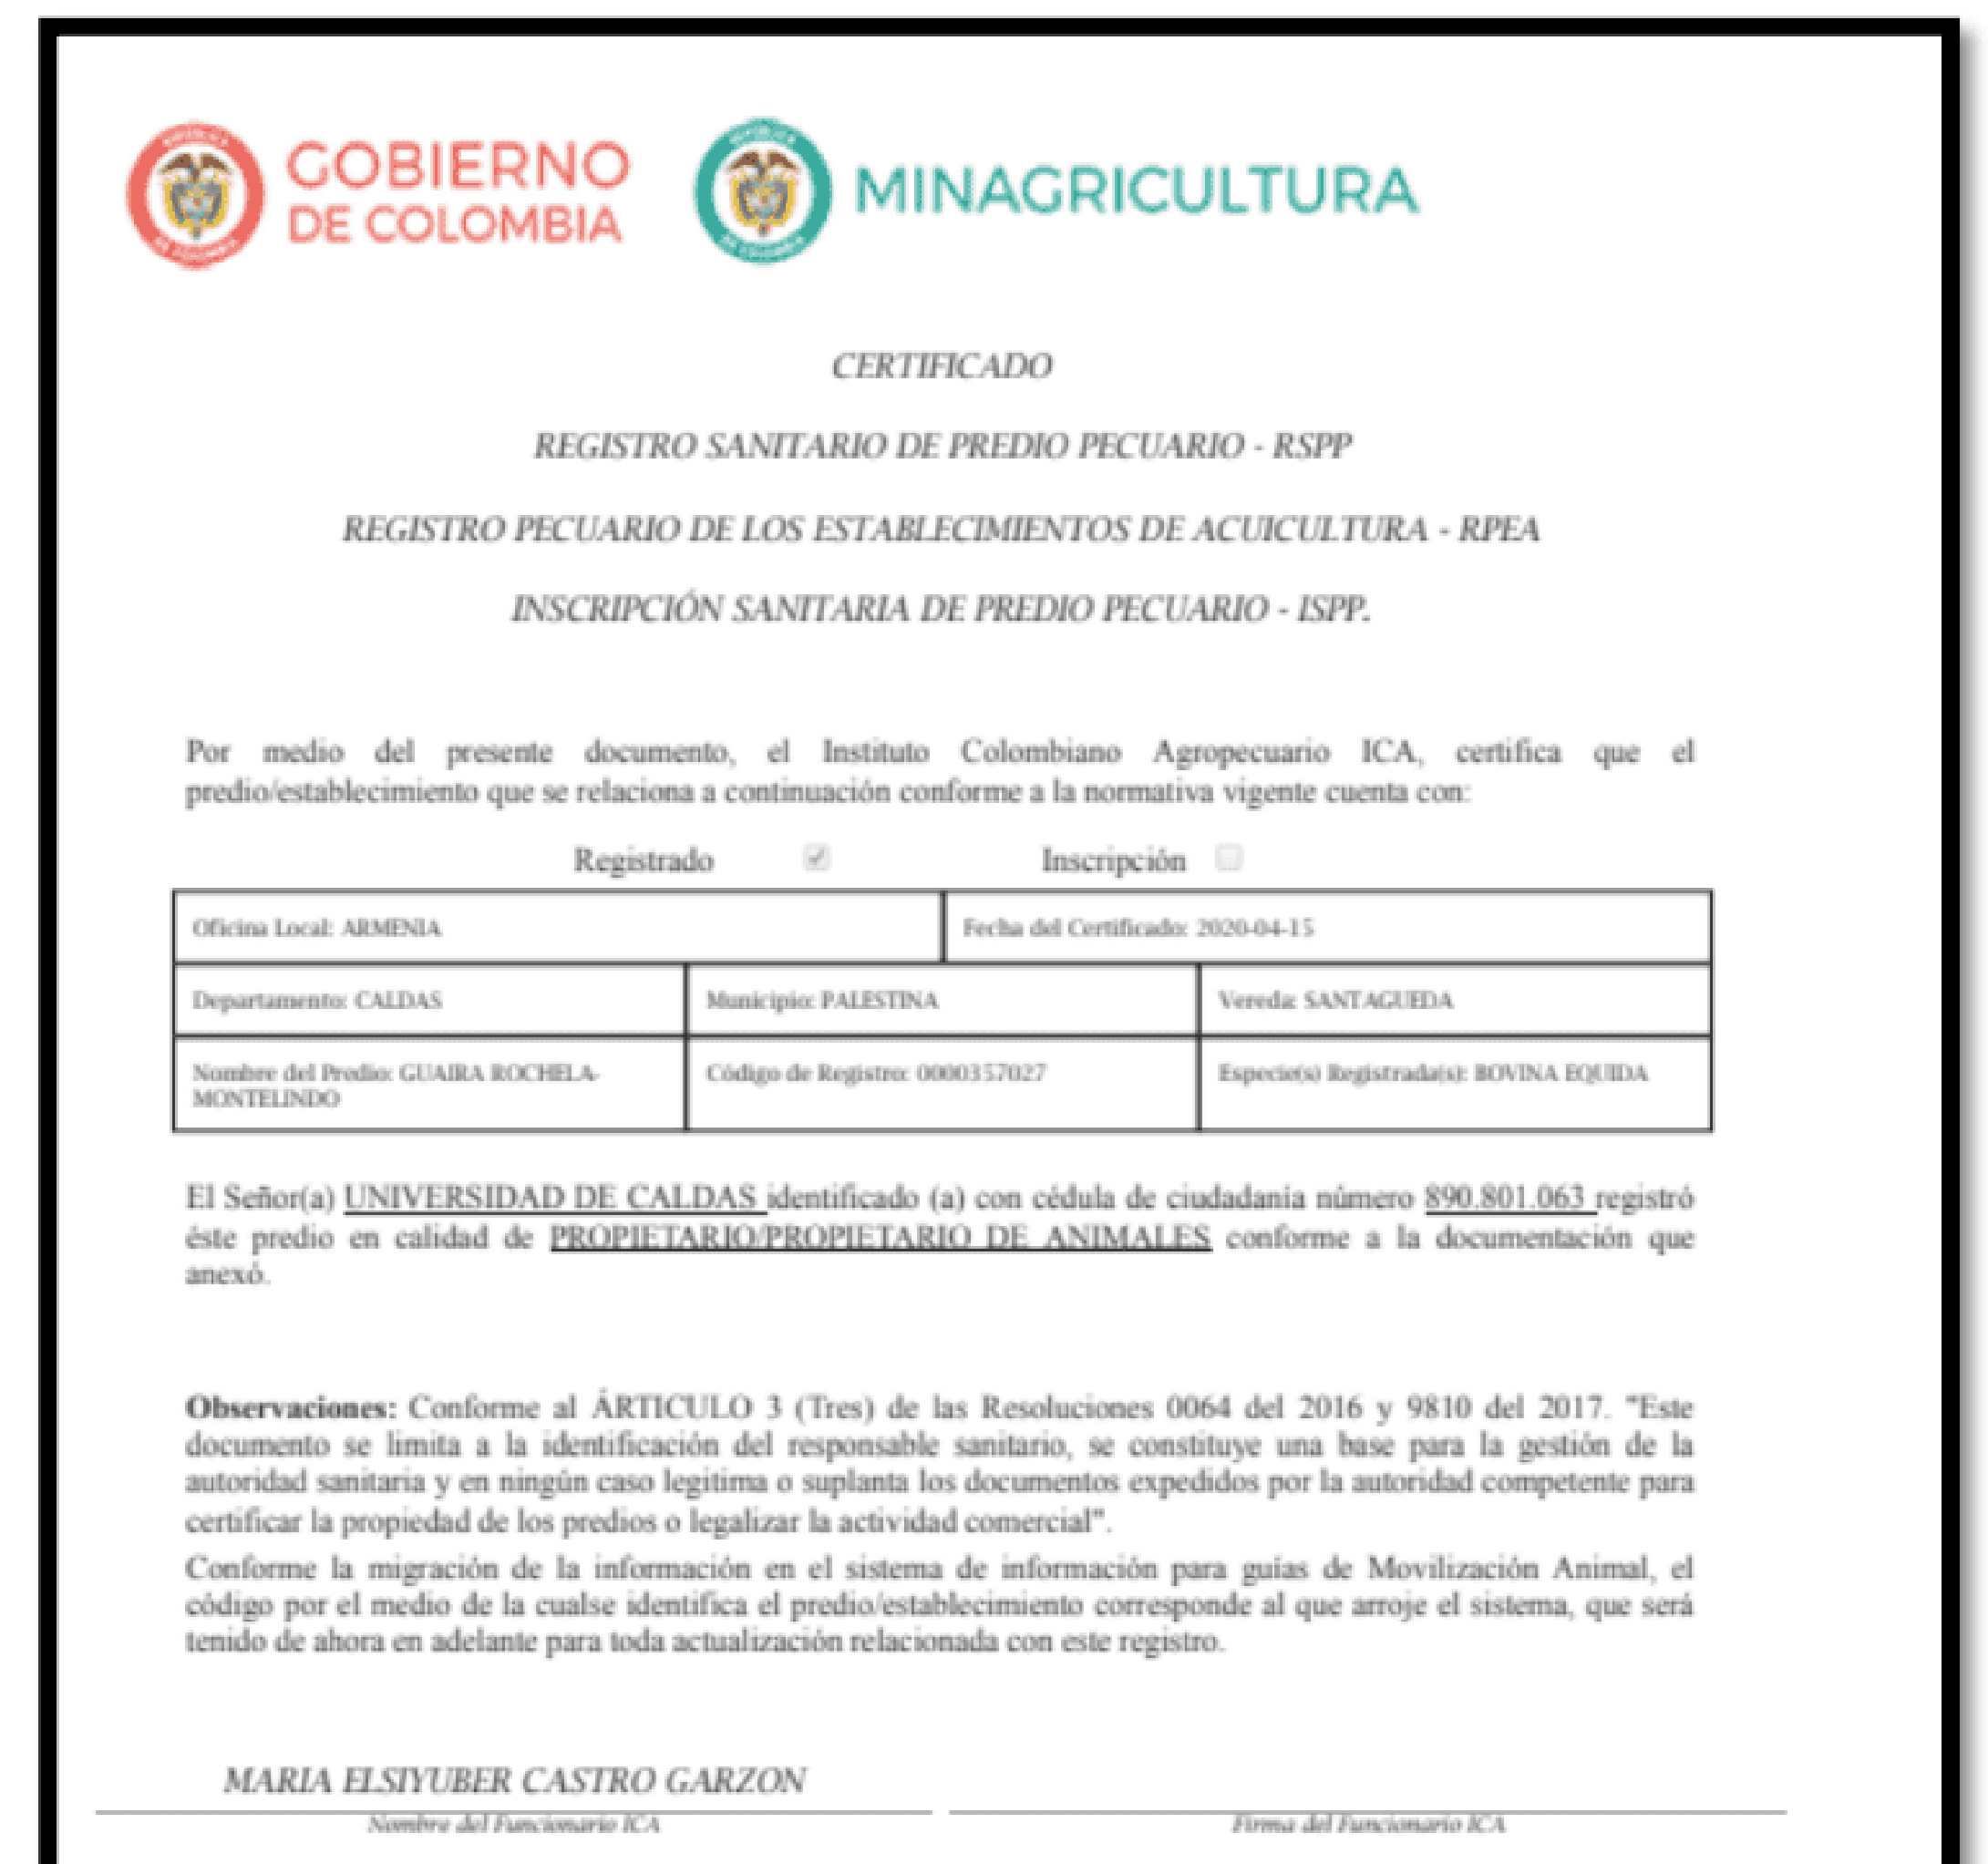 GOBIERNO
DE COLOMBIA
MINAGRICULTURA
CERTIFICADO
REGISTRO SANITARIO DE PREDIO PECUARIO - RSPP
REGISTRO PECUARIO DE LOS ESTABLECIMIENTOS DE ACUICULTURA - RPEA
INSCRIPCIÓN SANITARIA DE PREDIO PECUARIO - ISPP.
Por medio del presente documento, el Instituto Colombiano Agropecuario ICA, certifica que el
predio/establecimiento que se relaciona a continuación conforme a la normativa vigente cuenta con:
Registrado Inscripción
Oficina Local: ARMENIA Fecha del Certificado: 2020-04-15
Departamento: CALDAS Municipio: PALESTINA Vereda: SANTAGUEDA
Nombre del Predio: GUAIRA ROCHELA- Código de Registro: 0000357027 Especie(s) Registrada(s): BOVINA EQUIDA
MONTELINDO
El Señor(a) UNIVERSIDAD DE CALDAS identificado (a) con cédula de ciudadanía número 890.801.063 registró
éste predio en calidad de PROPIETARIO/PROPIETARIO DE ANIMALES conforme a la documentación que
anexó.
Observaciones: Conforme al ÁRTICULO 3 (Tres) de las Resoluciones 0064 del 2016 y 9810 del 2017. "Este
documento se limita a la identificación del responsable sanitario, se constituye una base para la gestión de la
autoridad sanitaria y en ningún caso legitima o suplanta los documentos expedidos por la autoridad competente para
certificar la propiedad de los predios o legalizar la actividad comercial".
Conforme la migración de la información en el sistema de información para guías de Movilización Animal, el
código por el medio de la cualse identifica el predio/establecimiento corresponde al que arroje el sistema, que será
tenido de ahora en adelante para toda actualización relacionada con este registro.
MARIA ELSIYUBER CASTRO GARZON
Nombre del Funcionario ICA Firma del Funcionario ICA